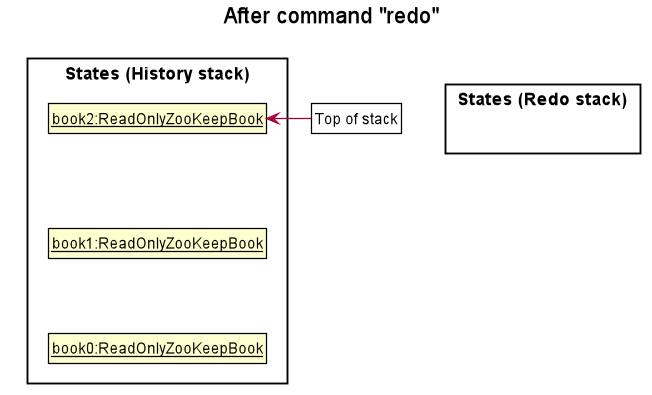 After command "redo"
States (History stack)
book2:ReadOnlyZooKeepBook
Top of stack
States (Redo stack)
book1:ReadOnlyZooKeepBook
book0:ReadOnlyZooKeepBook